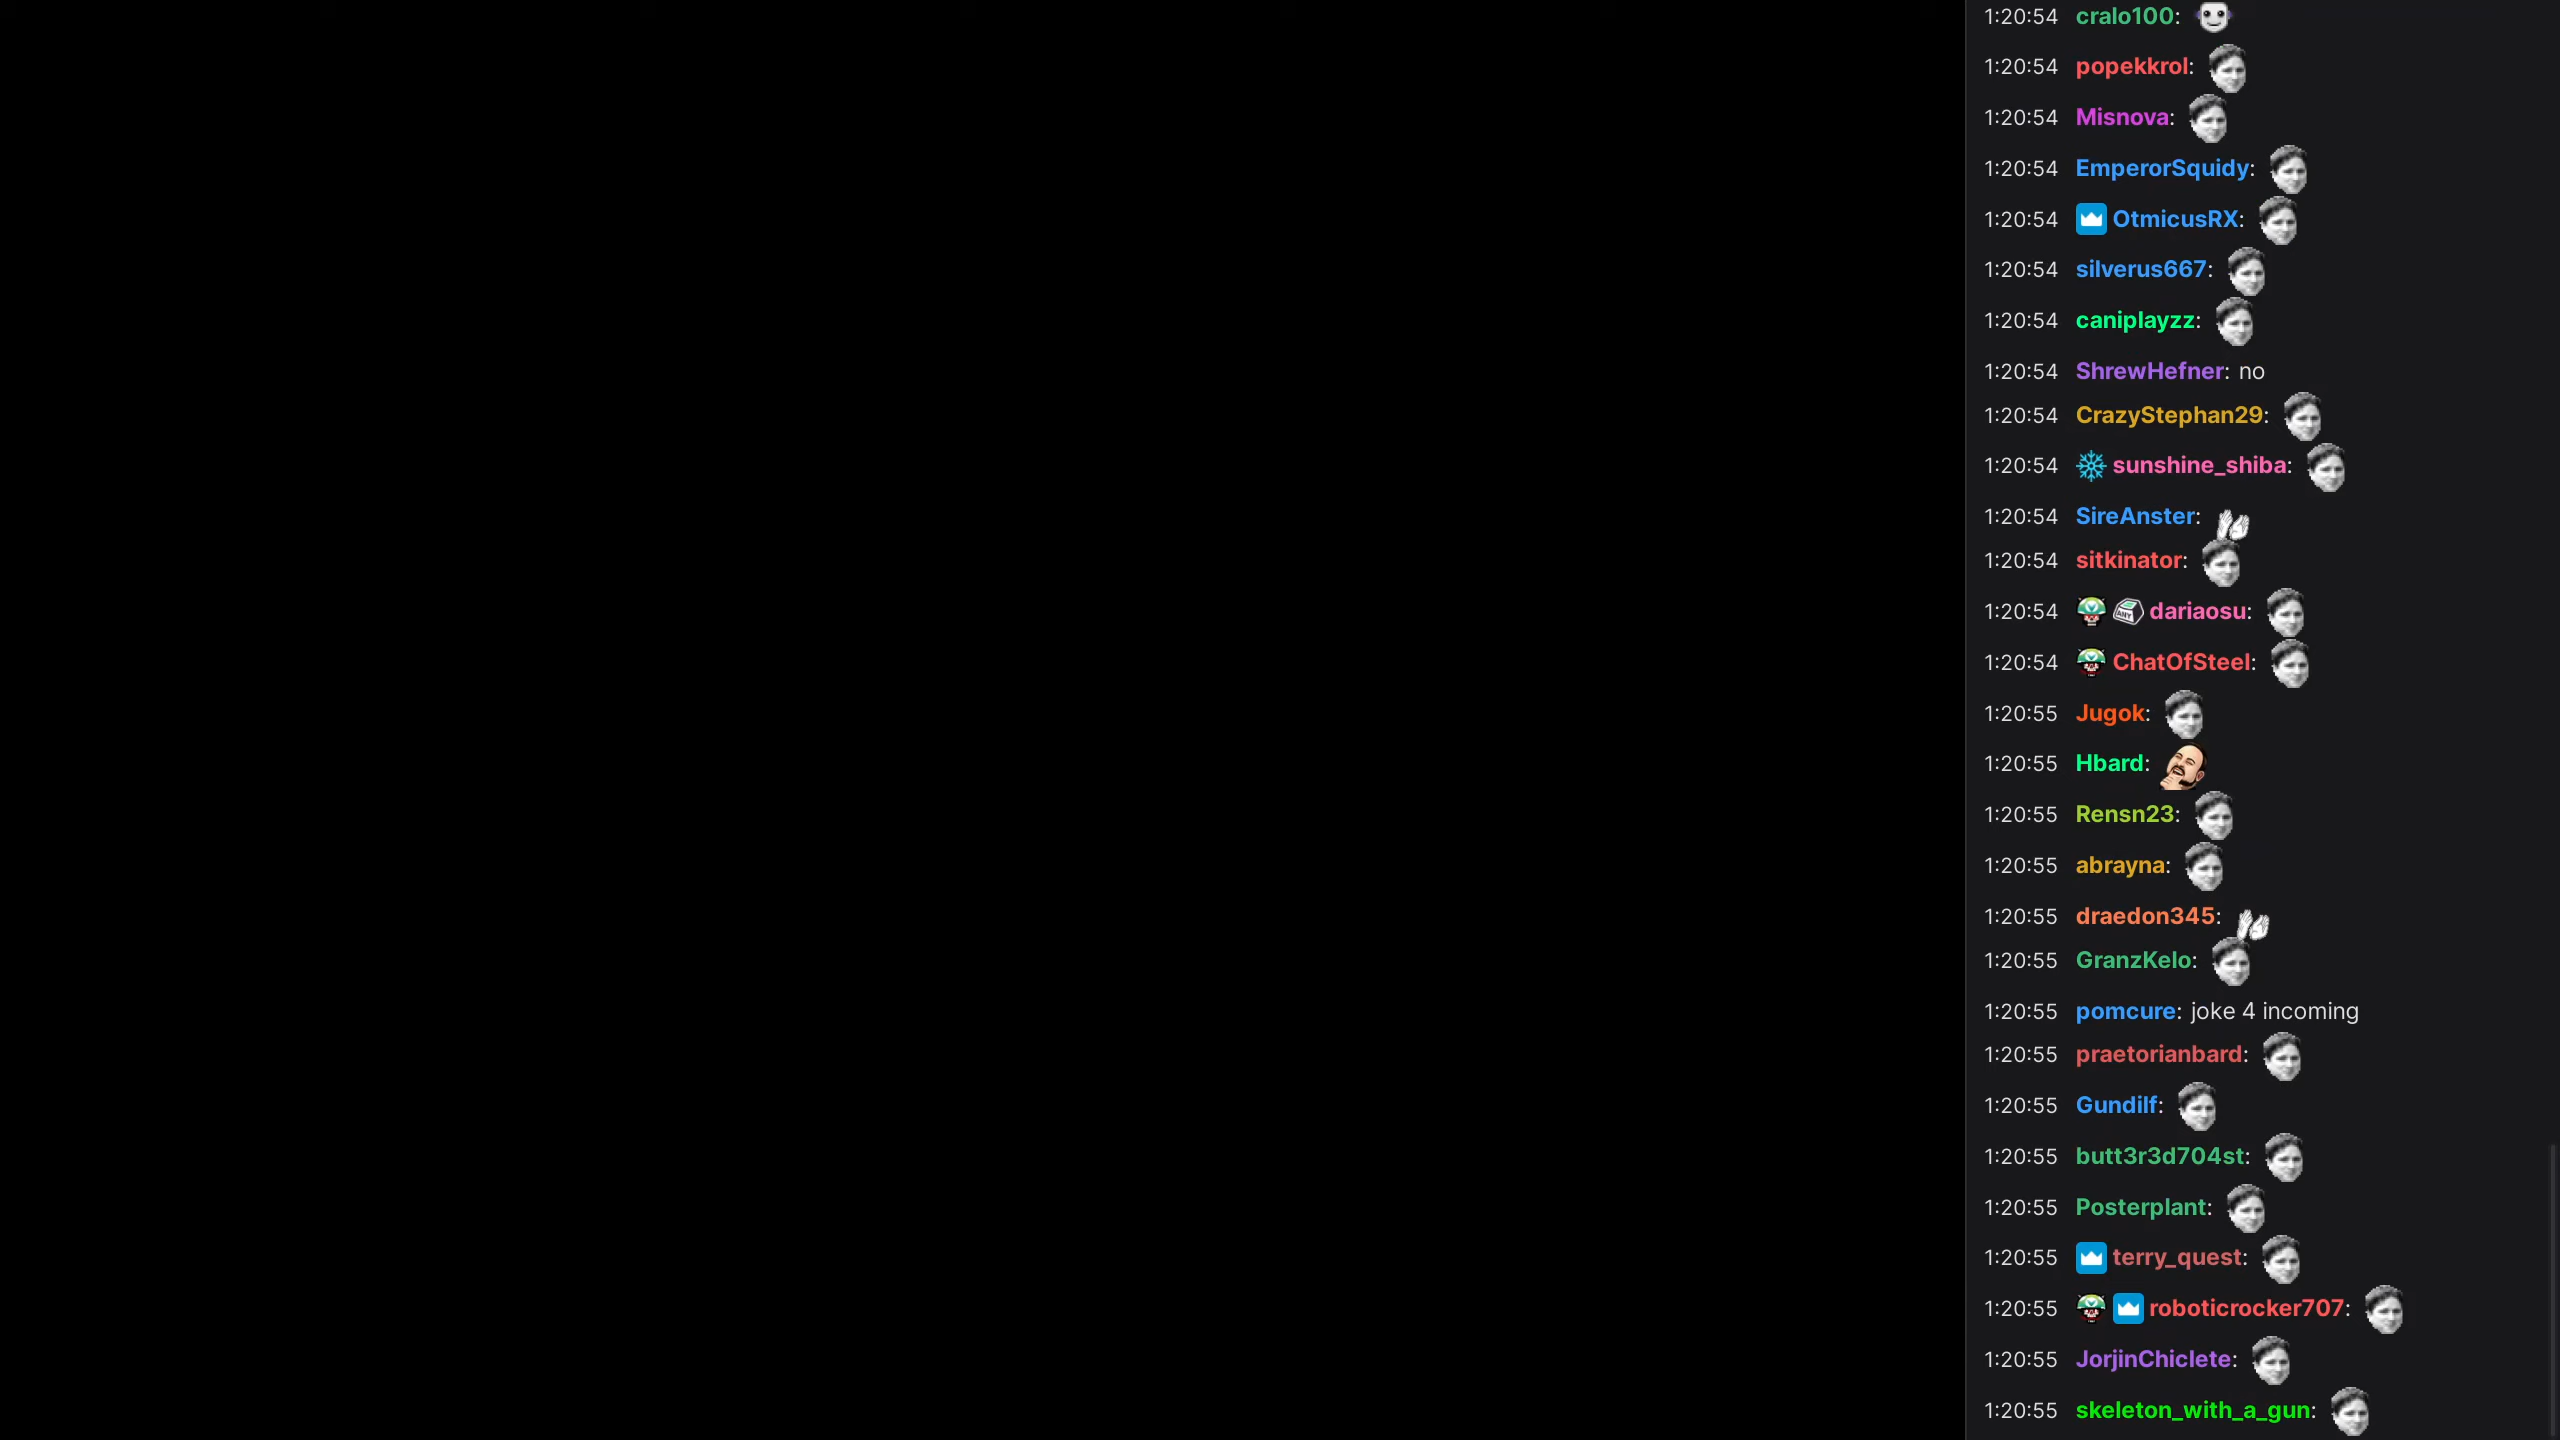 1:20:54 cralo100:
1:20:54 popekkrol:
1:20:54 Misnova:
1:20:54 EmperorSquidy:
1:20:54 OtmicusRX:
1:20:54 silverus667:
1:20:54 caniplayzz:
1:20:54 ShrewHefner: no
1:20:54 CrazyStephan29:
1:20:54 sunshine_shiba:
1:20:54 SireAnster:
1:20:54 sitkinator:
1:20:54 dariaosu:
1:20:54 ChatOfSteel:
1:20:55 Jugok:
1:20:55 Hbard:
1:20:55 Rensn23:
1:20:55 abrayna:
1:20:55 draedon345:
1:20:55 GranzKelo:
1:20:55 pomcure: joke 4 incoming
1:20:55 praetorianbard:
1:20:55 Gundilf:
1:20:55 butt3r3d704st:
1:20:55 Posterplant:
1:20:55 terry_quest:
1:20:55 roboticrocker707:
1:20:55 JorjinChiclete:
1:20:55 skeleton_with_a_gun: